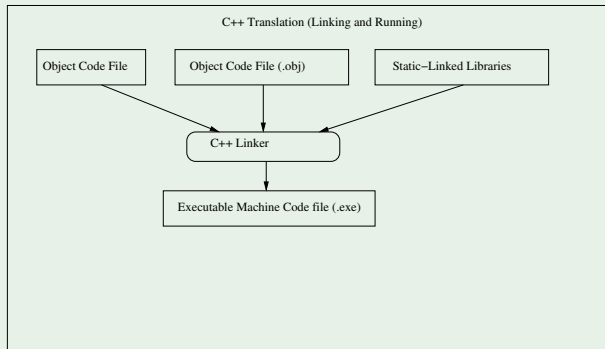 C++ Translation (Linking and Running)
Object Code File
Object Code File (.obj)
Static−Linked Libraries
C++ Linker
Executable Machine Code file (.exe)